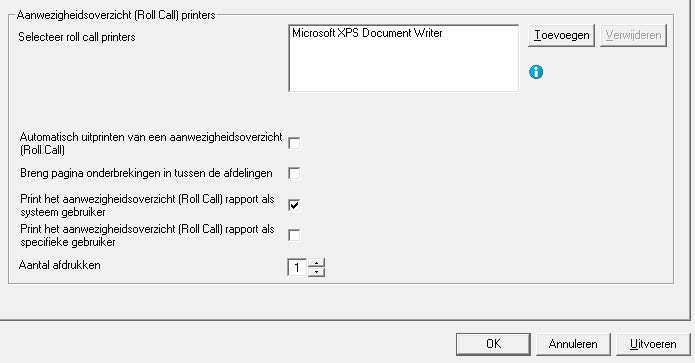 Aanwezigheidsoverzicht (Roll Call) printers
Selecteer roll call printers
Microsoft XPS Document Writer
Toevoegen
Verwijderen
Automatisch uitprinten van een aanwezigheidsoverzicht
(Roll Call)
Breng pagina onderbrekingen in tussen de afdelingen
Print het aanwezigheidsoverzicht (Roll Call) rapport als
systeem gebruiker
Print het aanwezigheidsoverzicht (Roll Call) rapport als
specifieke gebruiker
Aantal afdrukken
1
OK
Annuleren
Uitvoeren